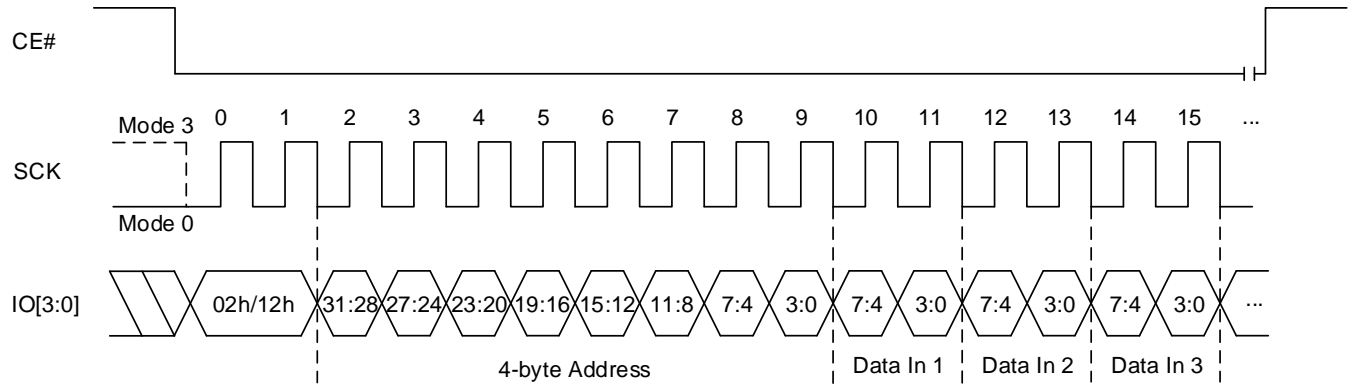 CE#
Mode 3 0 1 2 3 4 5 6 7 8 9 10 11 12 13 14 15 ...
SCK
Mode 0
IO[3:0] 02h/12h 31:28 27:24 23:20 19:16 15:12 11:8 7:4 3:0 7:4 3:0 7:4 3:0 7:4 3:0 ...
4-byte Address Data In 1 Data In 2 Data In 3